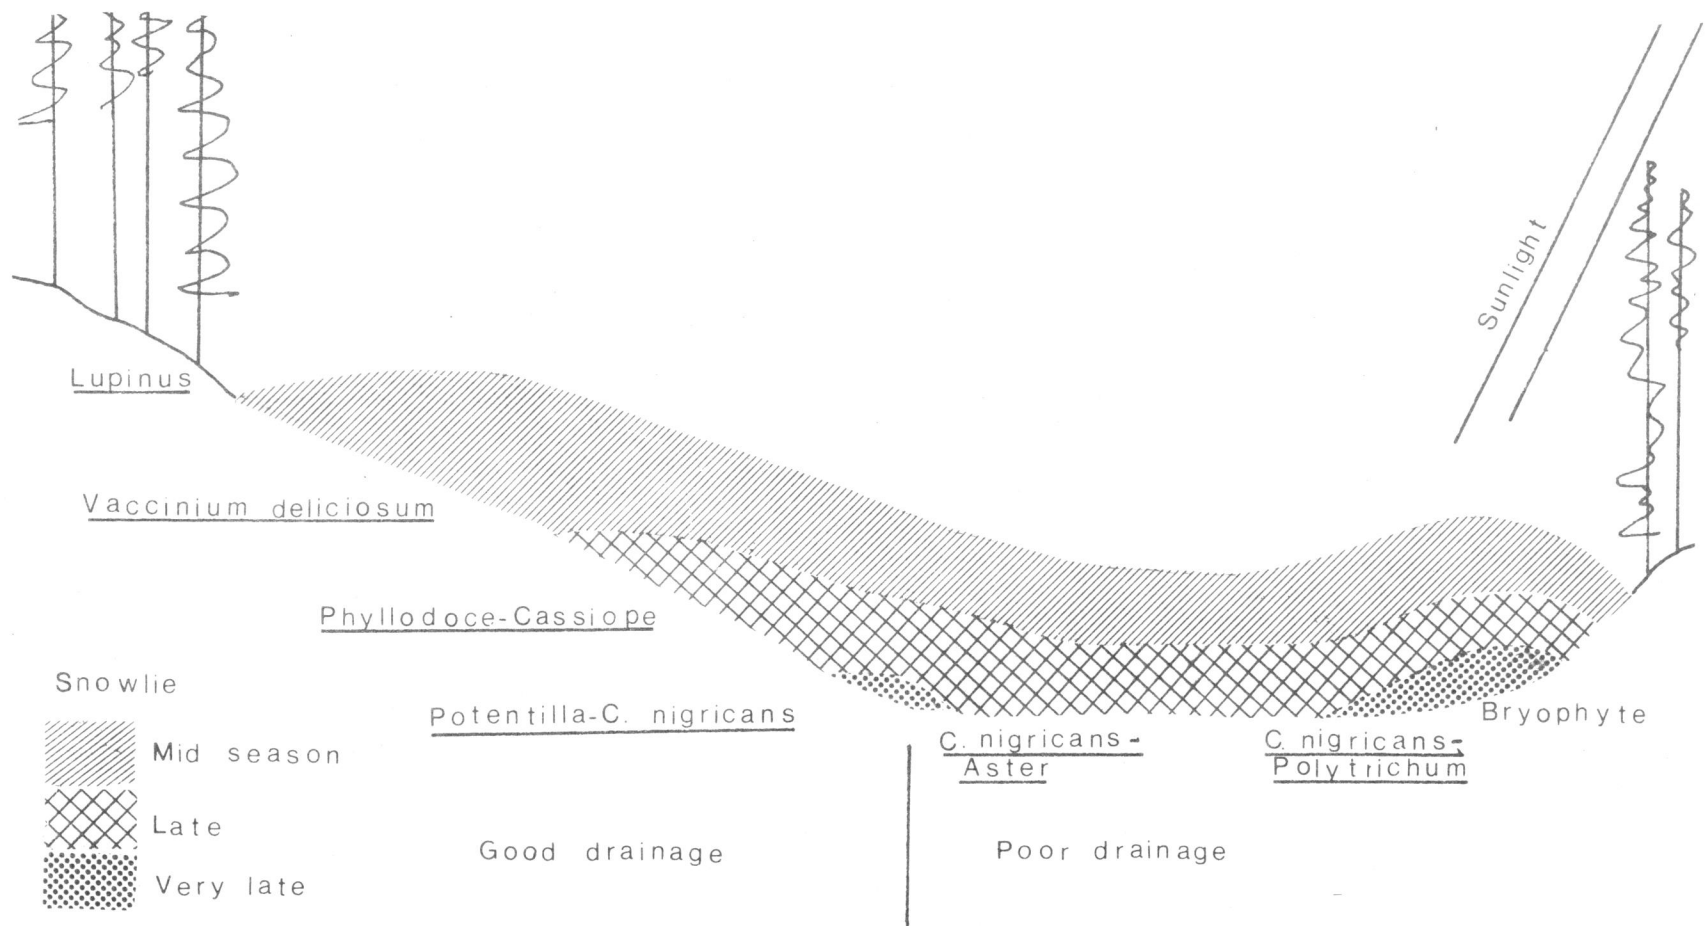 Sunlight
Lupinus
Vaccinium deliciosum
Phyllodoce-Cassiope
Potentilla-C. nigricans
C. nigricans-
Aster
C. nigricans-
Polytrichum
Bryophyte
Snowlie
Mid season
Late
Very late
Good drainage
Poor drainage